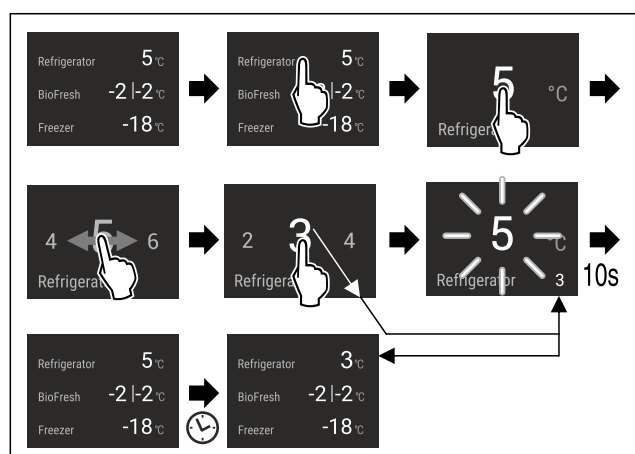 Refrigerator 5 °C
BioFresh -2 |-2 °C
Freezer -18 °C
Refrigerator 5 °C
BioFresh -2 °C
Freezer -18 °C
5 °C
Refrigerator
4 5 6
Refrigerator
2 3 4
Refrigerator
5 °C
Refrigerator 3
10s
Refrigerator 5 °C
BioFresh -2 |-2 °C
Freezer -18 °C
Refrigerator 3 °C
BioFresh -2 |-2 °C
Freezer -18 °C